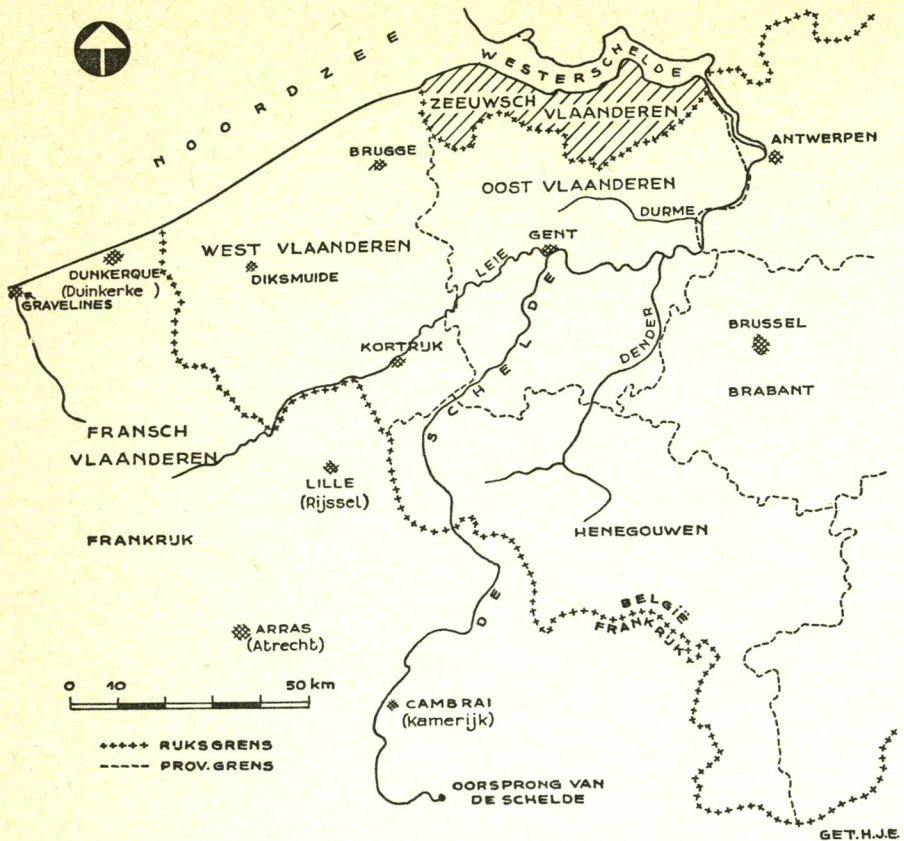 NOORDZEE
WESTERSCHELDE
ZEEUWSCH
VLAANDEREN
BRUGGE
ANTWERPEN
OOST VLAANDEREN
DURME
WEST VLAANDEREN
GENT
LEIE
DIKSMUIDE
DUNKERQUE
(Duinkerke )
GRAVELINES
DENDER
BRUSSEL
KORTRIJK
BRABANT
DE SCHELDE
FRANSCH
VLAANDEREN
LILLE
(Rijssel)
HENEGOUWEN
FRANKRIJK
BELGIË
FRANKRIJK
ARRAS
(Atrecht)
0 10 50 km
CAMBRAI
(Kamerijk)
+++++ RIJKSGRENS
----- PROV. GRENS
OORSPRONG VAN
DE SCHELDE
GET. H.J.E.